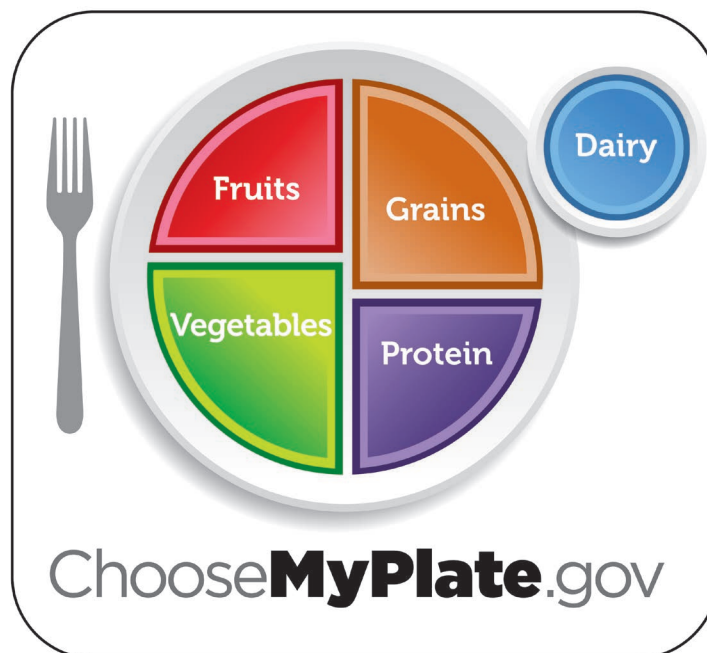 Fruits
Grains
Dairy
Vegetables
Protein
ChooseMyPlate.gov